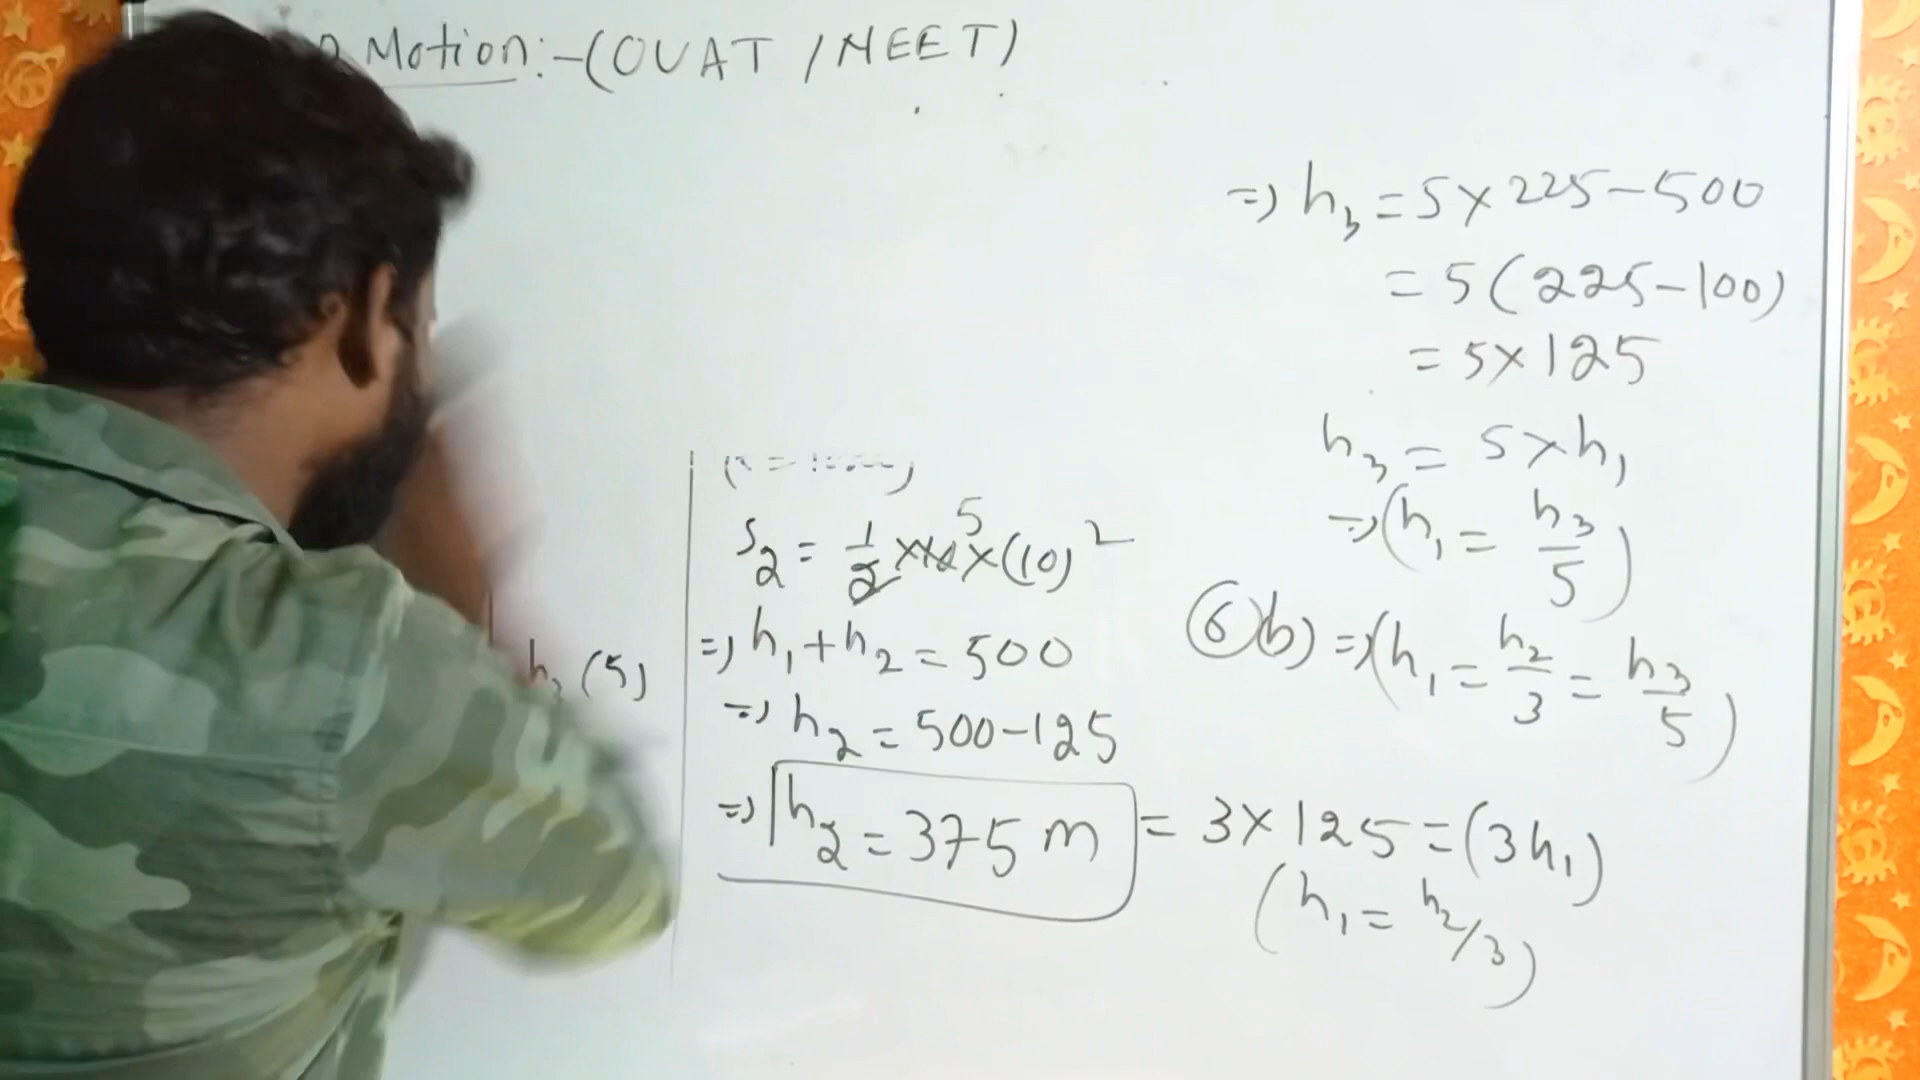 Motion:-(OUAT / NEET)
h₂ (5)
S₂ = 1/2 × 10 5 × (10)²
=> h₁ + h₂ = 500
=> h₂ = 500 - 125
=> h₂ = 375 m = 3 × 125 = (3h₁)
(h₁ = h₂/3)
=> h₃ = 5 × 225 - 500
= 5 (225 - 100)
= 5 × 125
h₃ = 5 × h₁
=> (h₁ = h₃/5)
(6) b) => (h₁ = h₂/3 = h₃/5)